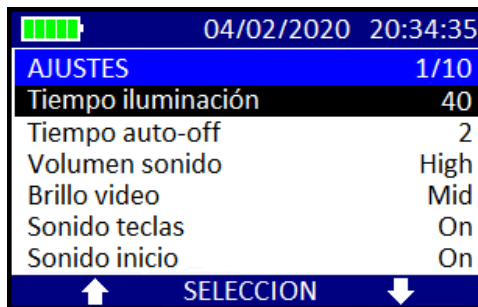 04/02/2020 20:34:35
AJUSTES 1/10
Tiempo iluminación 40
Tiempo auto-off 2
Volumen sonido High
Brillo video Mid
Sonido teclas On
Sonido inicio On
SELECCION